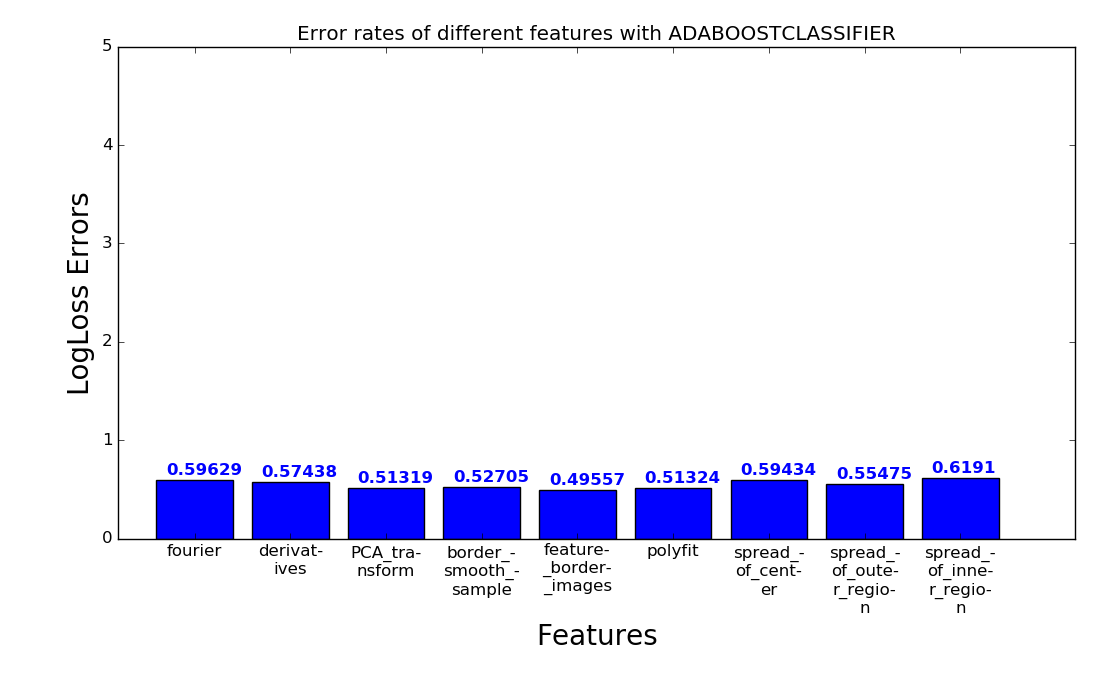 Error rates of different features with ADABOOSTCLASSIFIER
5
4
3
2
1
0
LogLoss Errors
0.59629
0.57438
0.51319
0.52705
0.49557
0.51324
0.59434
0.55475
0.6191
fourier
derivat-
ives
PCA_tra-
nsform
border_-
smooth_-
sample
feature-
_border-
_images
polyfit
spread_-
of_cent-
er
spread_-
of_oute-
r_regio-
n
spread_-
of_inne-
r_regio-
n
Features